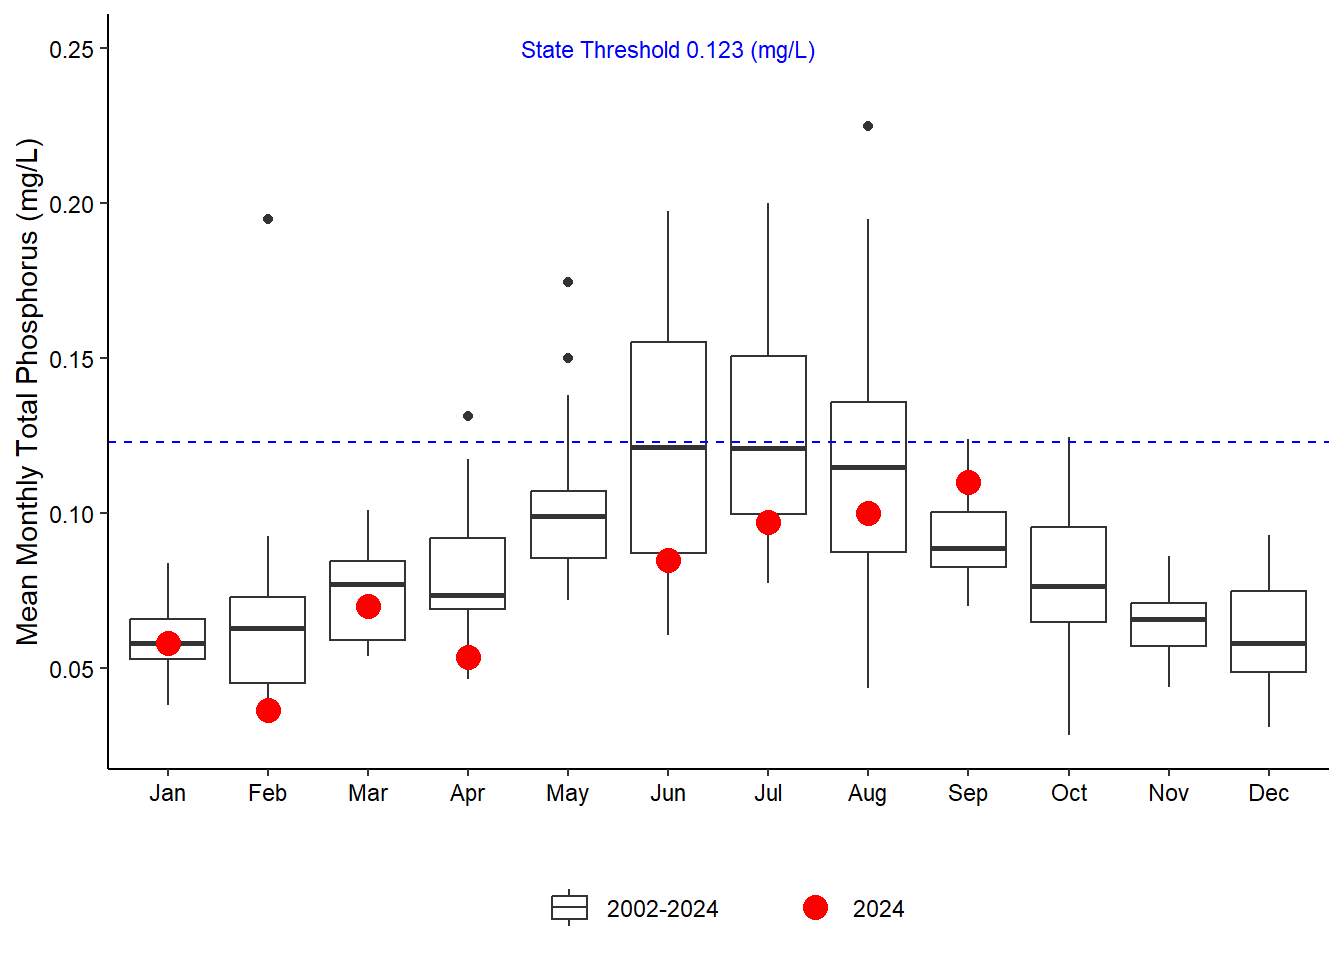 State Threshold 0.123 (mg/L)
Mean Monthly Total Phosphorus (mg/L)
0.25
0.20
0.15
0.10
0.05
Jan Feb Mar Apr May Jun Jul Aug Sep Oct Nov Dec
2002-2024 2024